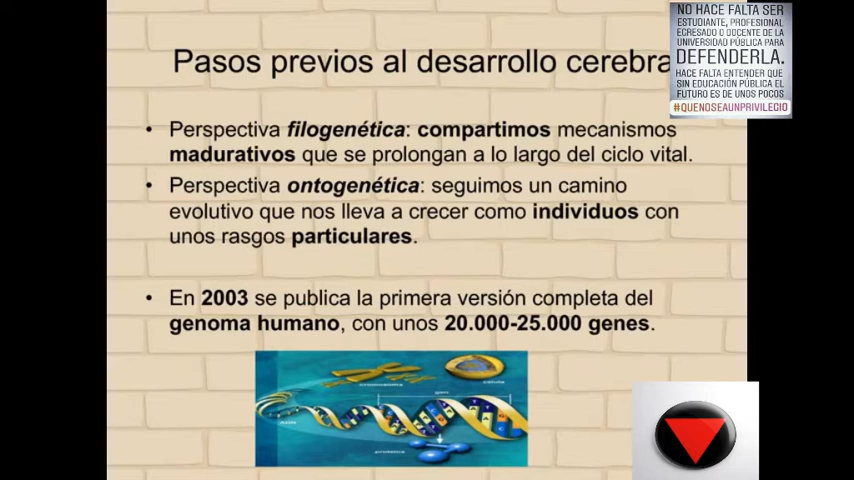 Pasos previos al desarrollo cerebra
NO HACE FALTA SER
ESTUDIANTE, PROFESIONAL
EGRESADO O DOCENTE DE LA
UNIVERSIDAD PÚBLICA PARA
DEFENDERLA.
HACE FALTA ENTENDER QUE
SIN EDUCACIÓN PÚBLICA EL
FUTURO ES DE UNOS POCOS
#QUENOSEAUNPRIVILEGIO
• Perspectiva filogenética: compartimos mecanismos
madurativos que se prolongan a lo largo del ciclo vital.
• Perspectiva ontogenética: seguimos un camino
evolutivo que nos lleva a crecer como individuos con
unos rasgos particulares.
• En 2003 se publica la primera versión completa del
genoma humano, con unos 20.000-25.000 genes.